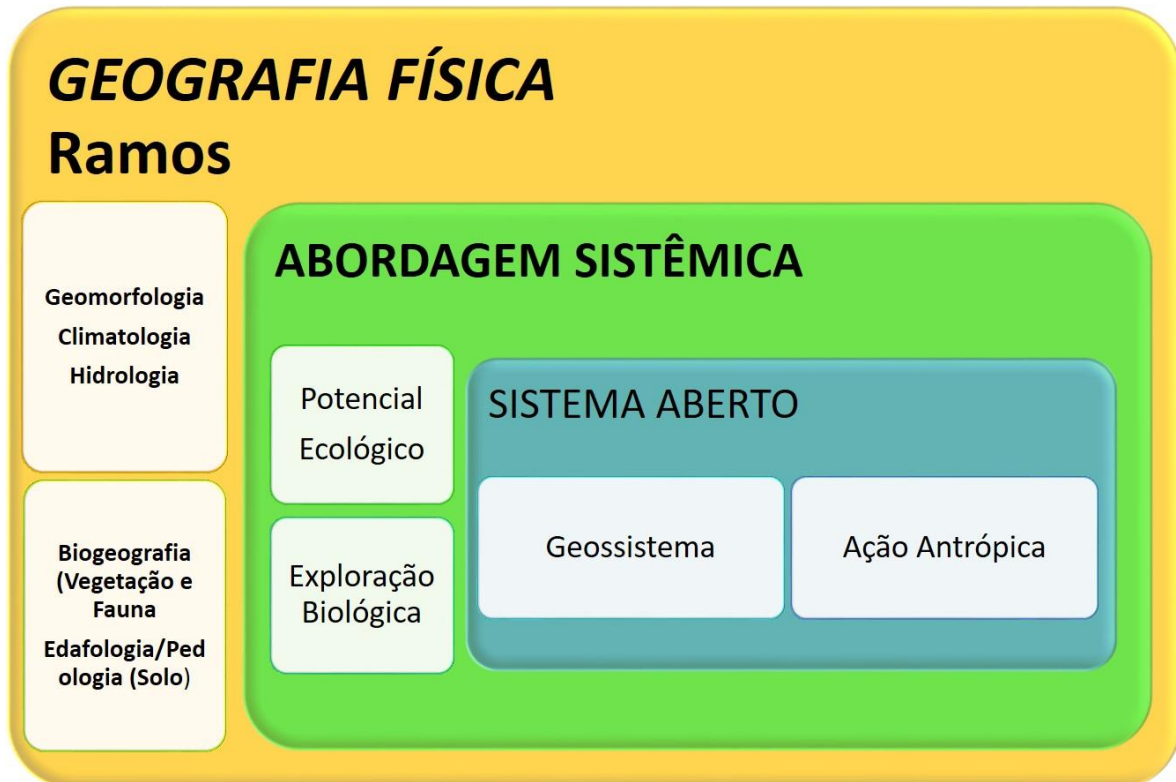 GEOGRAFIA FÍSICA
Ramos
Geomorfologia
Climatologia
Hidrologia
Biogeografia
(Vegetação e
Fauna
Edafologia/Ped
ologia (Solo)
ABORDAGEM SISTÊMICA
Potencial
Ecológico
Exploração
Biológica
SISTEMA ABERTO
Geossistema
Ação Antrópica